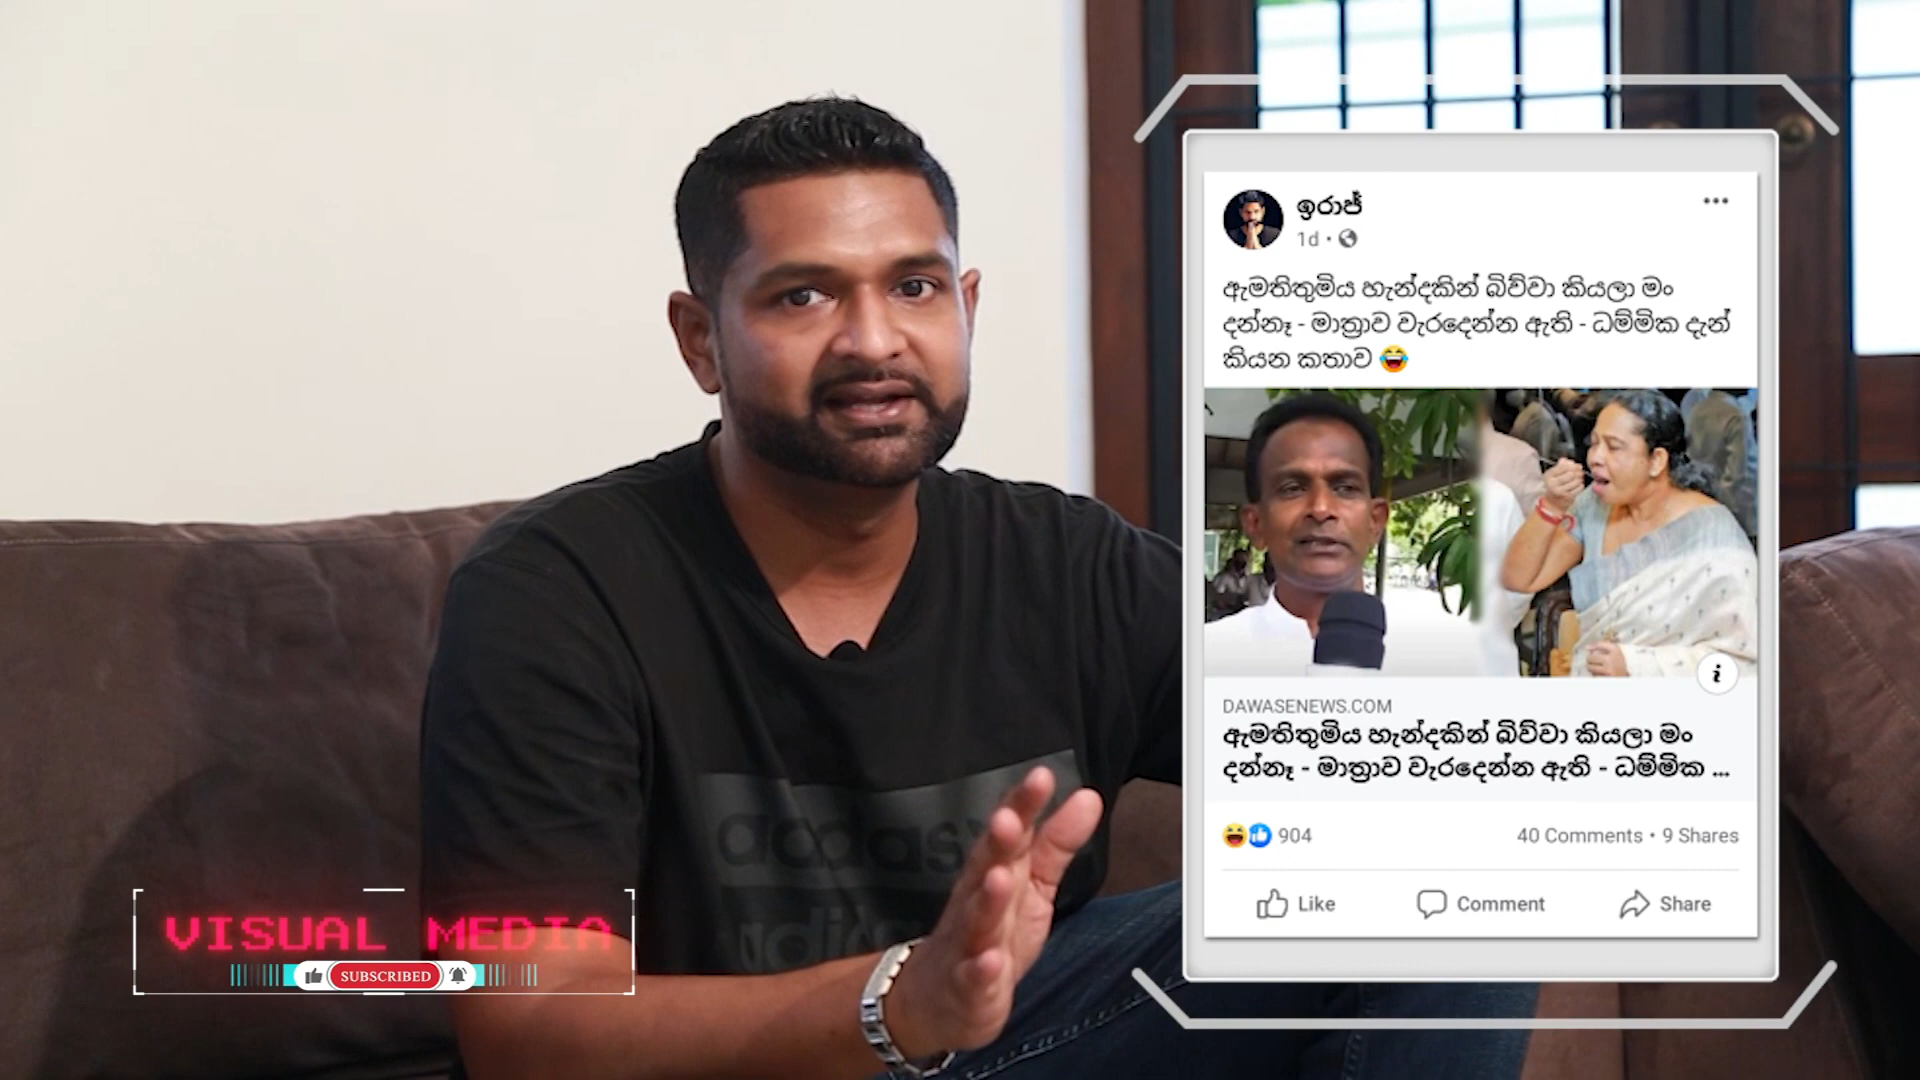 ඉරාජ්
1d
ඇමතිතුමිය හැන්දකින් බිව්වා කියලා මං
දන්නෑ - මාත්‍රාව වැරදෙන්න ඇති - ධම්මික දැන්
කියන කතාව 😂
DAWASENEWS.COM
ඇමතිතුමිය හැන්දකින් බිව්වා කියලා මං
දන්නෑ - මාත්‍රාව වැරදෙන්න ඇති - ධම්මික ...
904
40 Comments • 9 Shares
Like
Comment
Share
adidas
VISUAL MEDIA
SUBSCRIBED